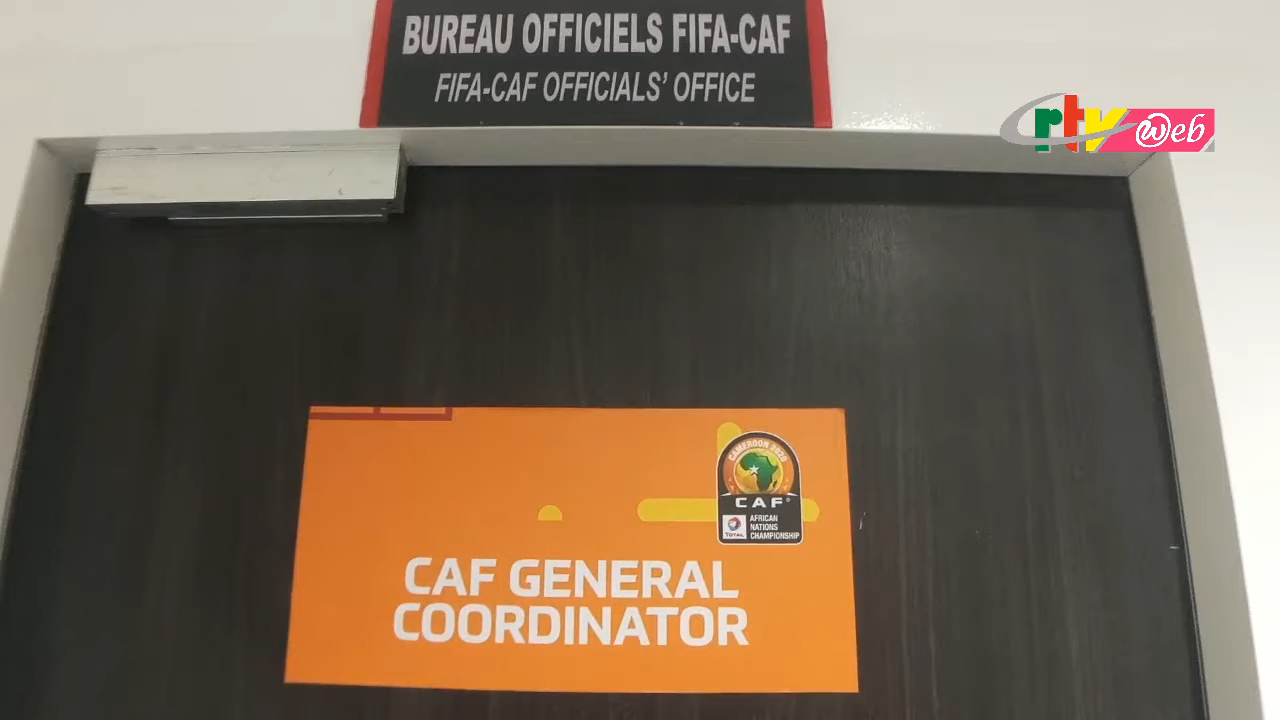 BUREAU OFFICIELS FIFA-CAF
FIFA-CAF OFFICIALS' OFFICE
crtv web
CAMEROON 2020
CAF
TOTAL
AFRICAN
NATIONS
CHAMPIONSHIP
CAF GENERAL
COORDINATOR